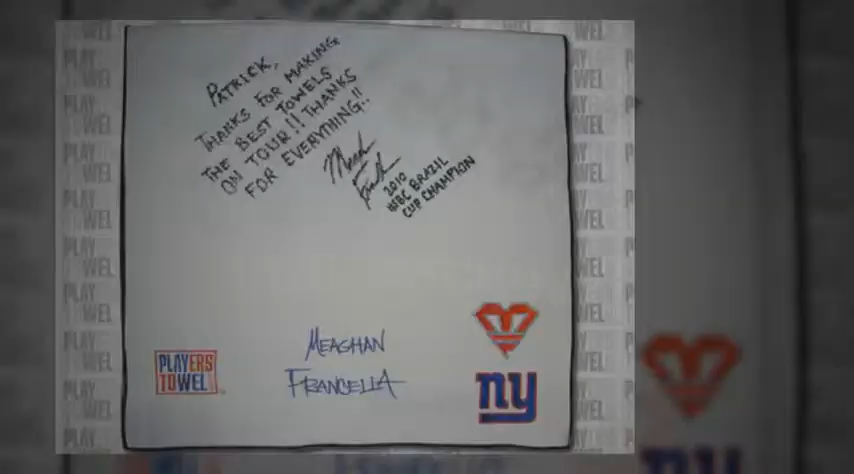 PATRICK,
THANKS FOR MAKING
THE BEST TOWELS
ON TOUR!! THANKS
FOR EVERYTHING!!
2010
HSBC BRAZIL
CUP CHAMPION
MEAGHAN
FRANCELLA
PLAYERS
TOWEL
ny